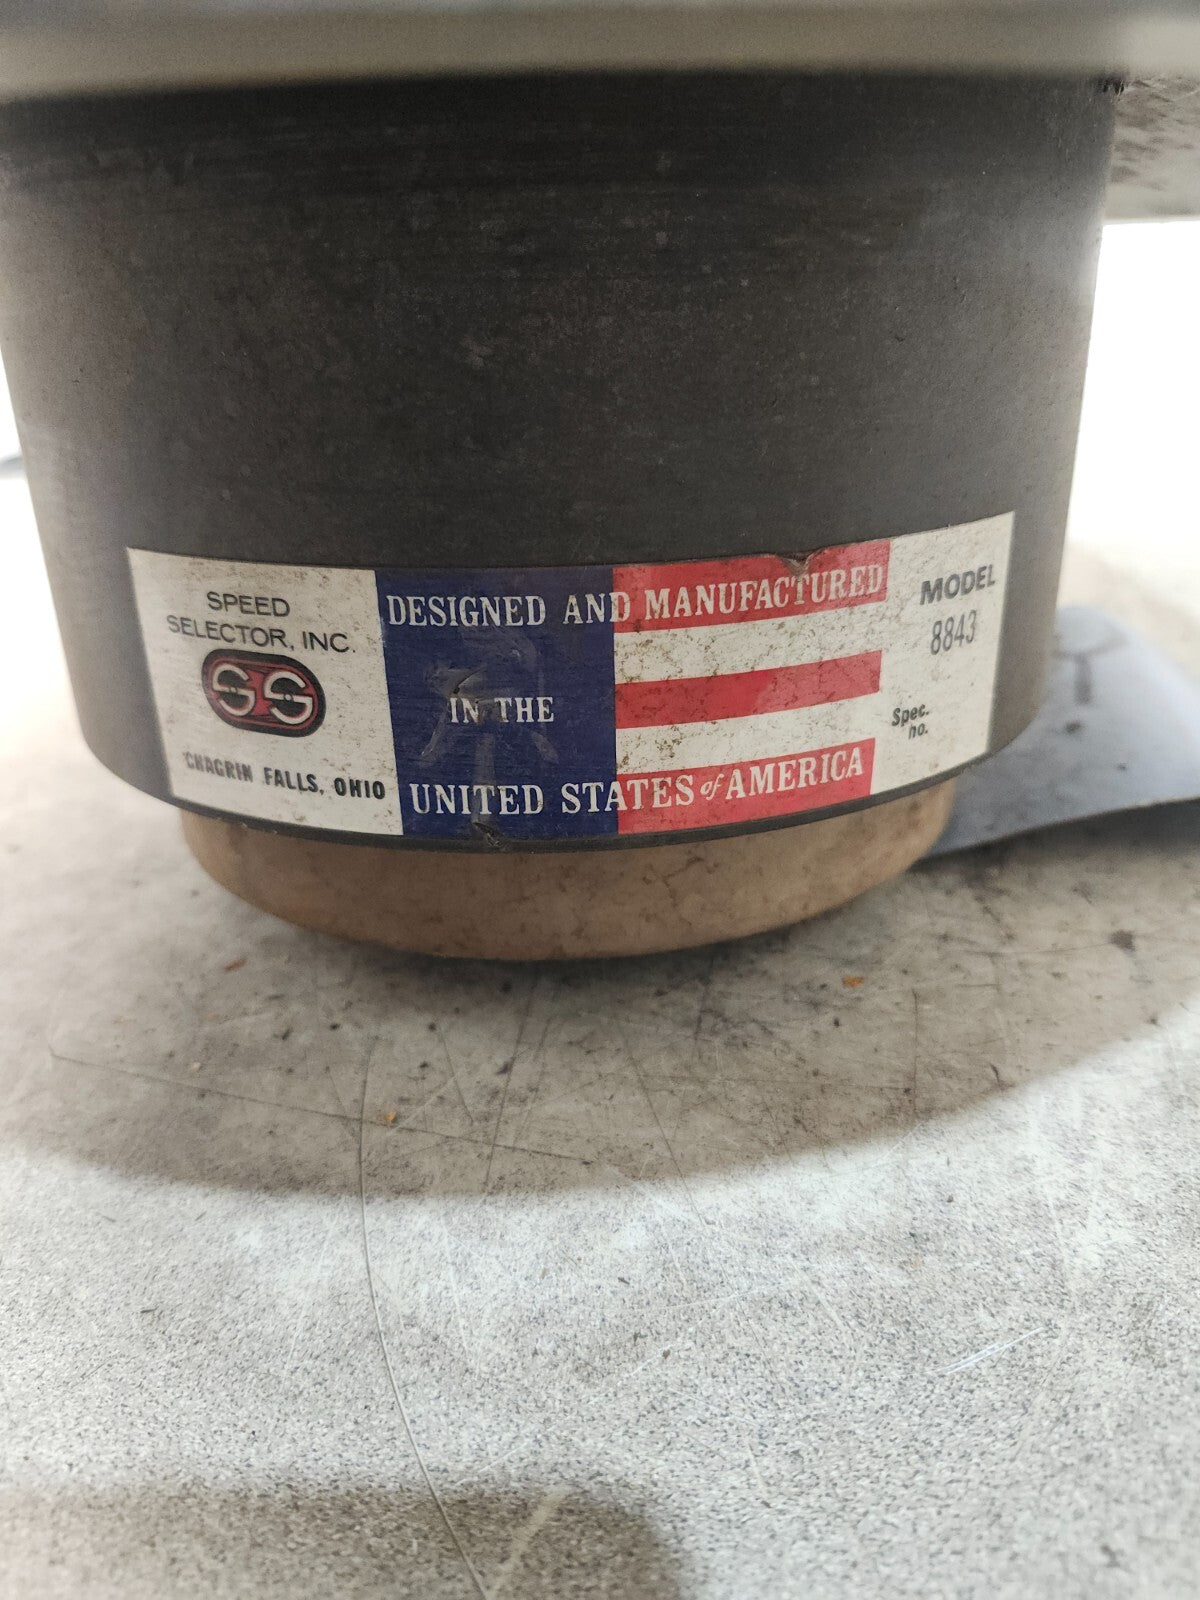 SPEED
SELECTOR, INC.
SS
CHAGRIN FALLS, OHIO
DESIGNED AND MANUFACTURED
IN THE
UNITED STATES of AMERICA
MODEL
8843
Spec.
no.